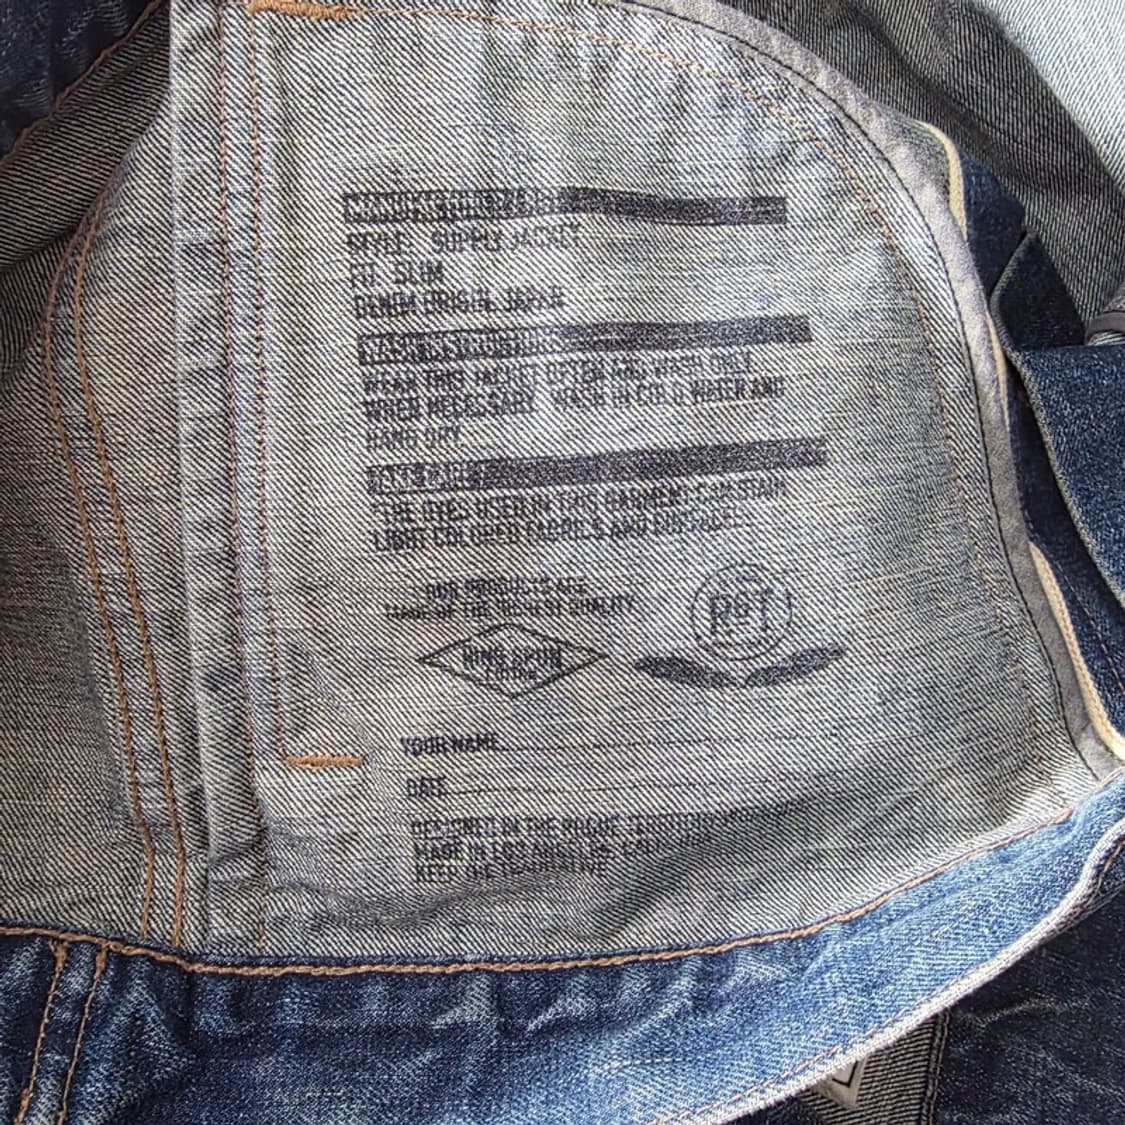 STYLE: SUPPLY JACKET
FIT: SLIM
DENIM ORIGIN: JAPAN
WEAR THIS JACKET OFTEN AND WASH ONLY
WHEN NECESSARY. WASH IN COLD WATER AND
HANG DRY
THE DYES USED IN THIS GARMENT CAN STAIN
LIGHT COLORED FABRICS AND SURFACES.
OUR PRODUCTS ARE
MADE OF THE HIGHEST QUALITY
RING SPUN
COTTON
YOUR NAME
DATE
DESIGNED IN THE ROGUE TERRITORY
MADE IN LOS ANGELES, CALIFORNIA
KEEP